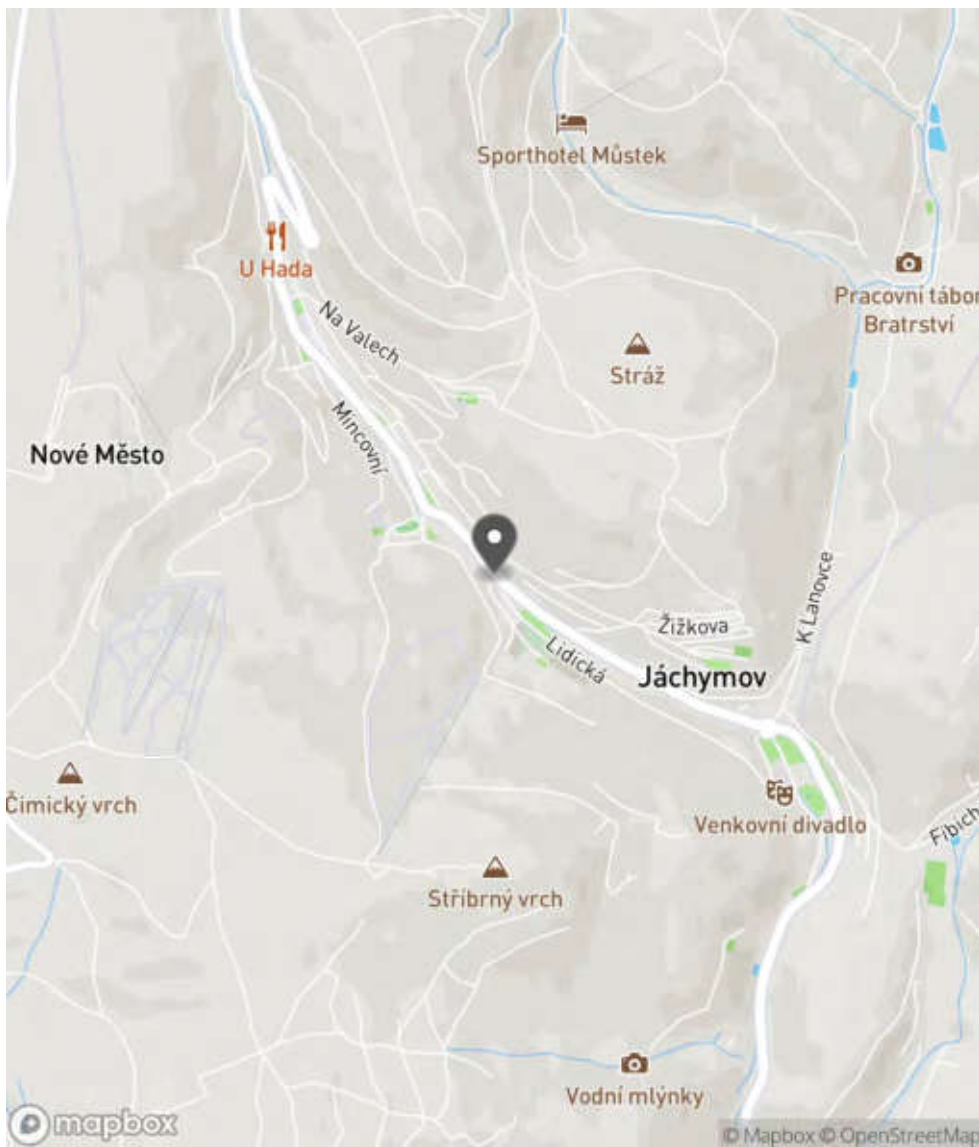 Sporthotel Můstek
U Hada
Pracovní tábor
Bratrství
Na Valech
Stráž
Mincovní
Nové Město
K Lanovce
Žižkova
Lidická
Jáchymov
Čimický vrch
Venkovní divadlo
Fibich
Stříbrný vrch
Vodní mlýnky
mapbox
© Mapbox © OpenStreetMap